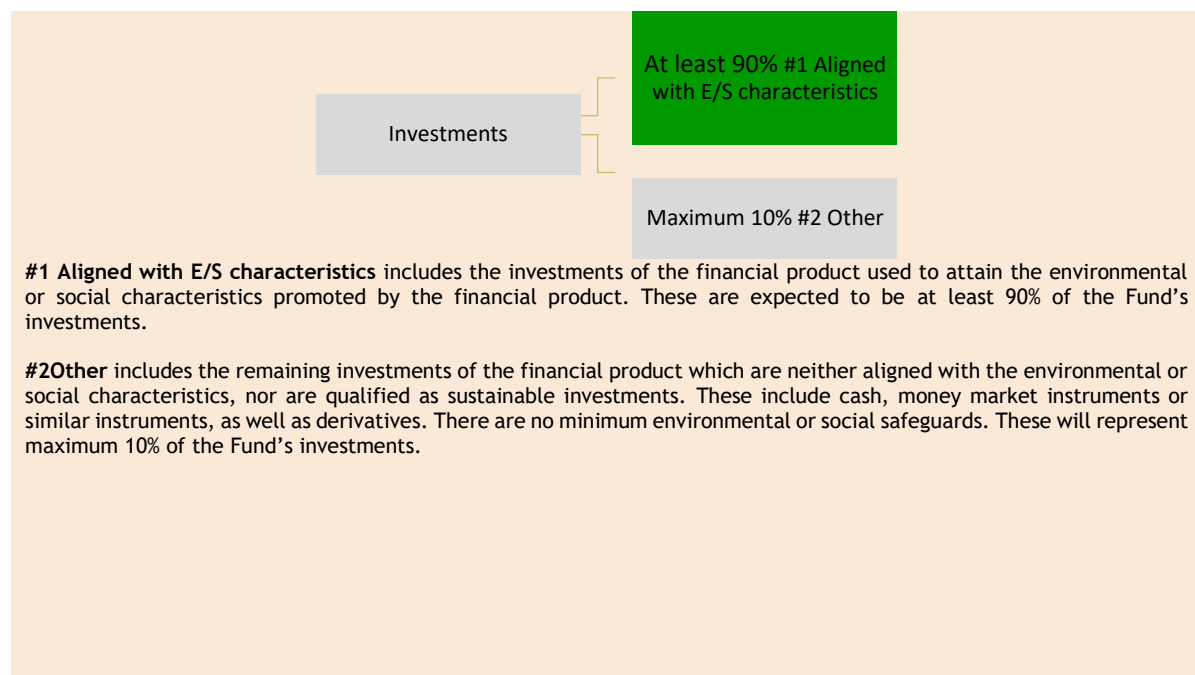 At least 90% #1 Aligned
with E/S characteristics
Investments
Maximum 10% #2 Other
#1 Aligned with E/S characteristics includes the investments of the financial product used to attain the environmental
or social characteristics promoted by the financial product. These are expected to be at least 90% of the Fund’s
investments.
#2Other includes the remaining investments of the financial product which are neither aligned with the environmental or
social characteristics, nor are qualified as sustainable investments. These include cash, money market instruments or
similar instruments, as well as derivatives. There are no minimum environmental or social safeguards. These will represent
maximum 10% of the Fund’s investments.